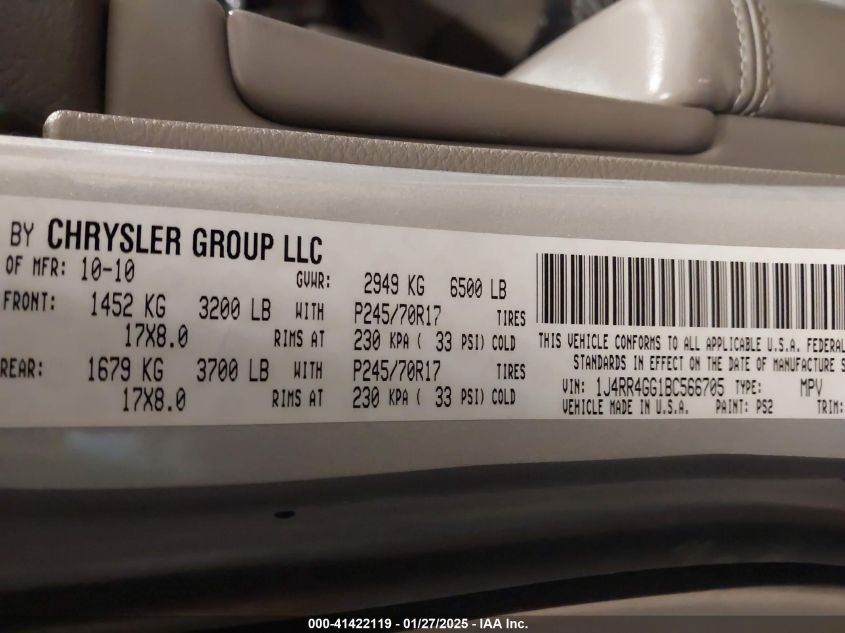 BY CHRYSLER GROUP LLC
OF MFR: 10-10 GVWR: 2949 KG 6500 LB
FRONT: 1452 KG 3200 LB WITH P245/70R17 TIRES
17X8.0 RIMS AT 230 KPA ( 33 PSI) COLD
REAR: 1679 KG 3700 LB WITH P245/70R17 TIRES
17X8.0 RIMS AT 230 KPA ( 33 PSI) COLD
THIS VEHICLE CONFORMS TO ALL APPLICABLE U.S.A. FEDERAL
STANDARDS IN EFFECT ON THE DATE OF MANUFACTURE S
VIN: 1J4RR4GG1BC566705 TYPE: MPV
VEHICLE MADE IN U.S.A. PAINT: PS2 TRIM:
000-41422119 - 01/27/2025 - IAA Inc.